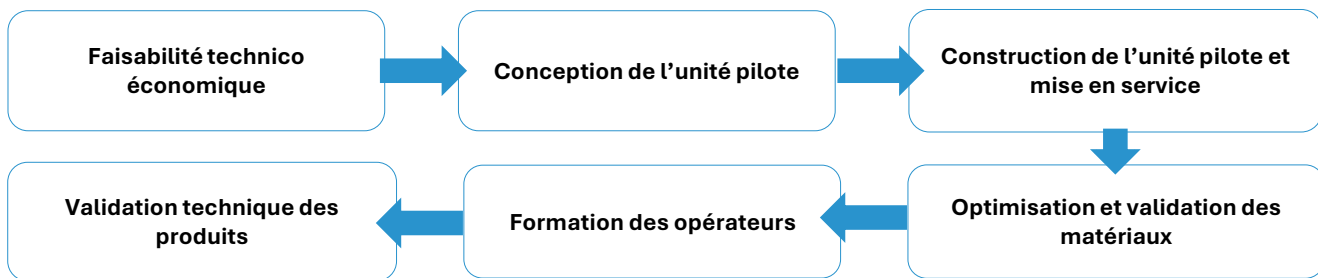 Faisabilité technico
économique
Conception de l’unité pilote
Construction de l’unité pilote et
mise en service
Optimisation et validation des
matériaux
Formation des opérateurs
Validation technique des
produits